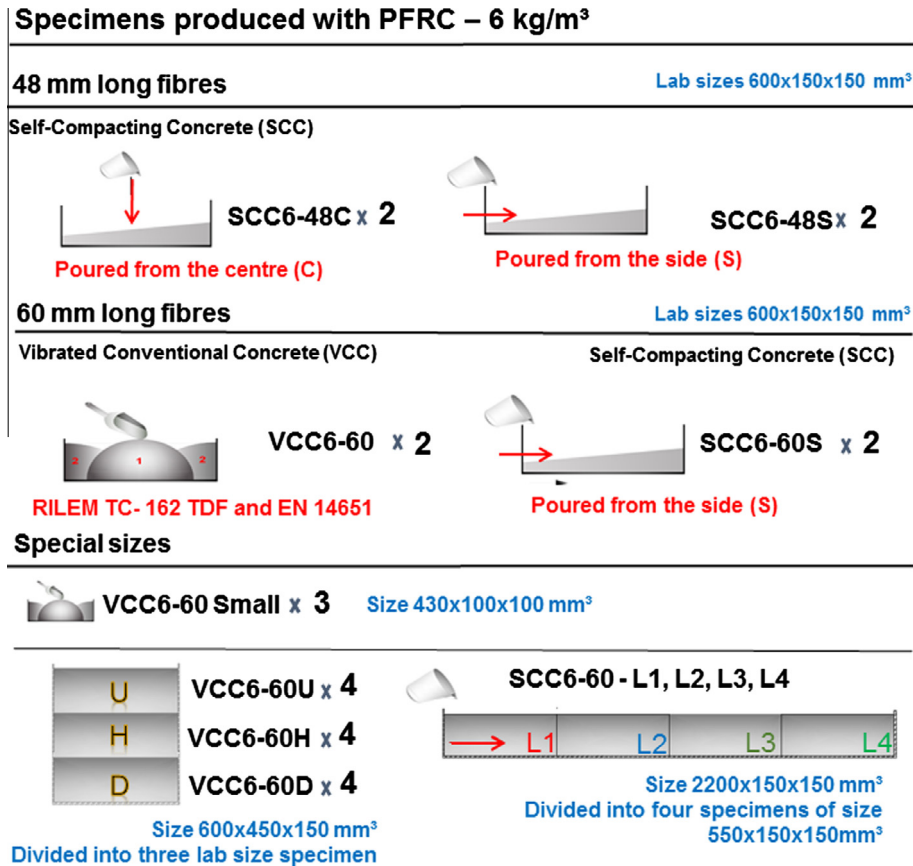 Specimens produced with PFRC – 6 kg/m³
48 mm long fibres
Lab sizes 600x150x150 mm³
Self-Compacting Concrete (SCC)
SCC6-48C x 2
SCC6-48S x 2
Poured from the centre (C)
Poured from the side (S)
60 mm long fibres
Lab sizes 600x150x150 mm³
Vibrated Conventional Concrete (VCC)
Self-Compacting Concrete (SCC)
2 1 2
VCC6-60 x 2
SCC6-60S x 2
RILEM TC- 162 TDF and EN 14651
Poured from the side (S)
Special sizes
VCC6-60 Small x 3
Size 430x100x100 mm³
U
VCC6-60U x 4
H
VCC6-60H x 4
D
VCC6-60D x 4
Size 600x450x150 mm³
Divided into three lab size specimen
SCC6-60 - L1, L2, L3, L4
L1 L2 L3 L4
Size 2200x150x150 mm³
Divided into four specimens of size
550x150x150mm³